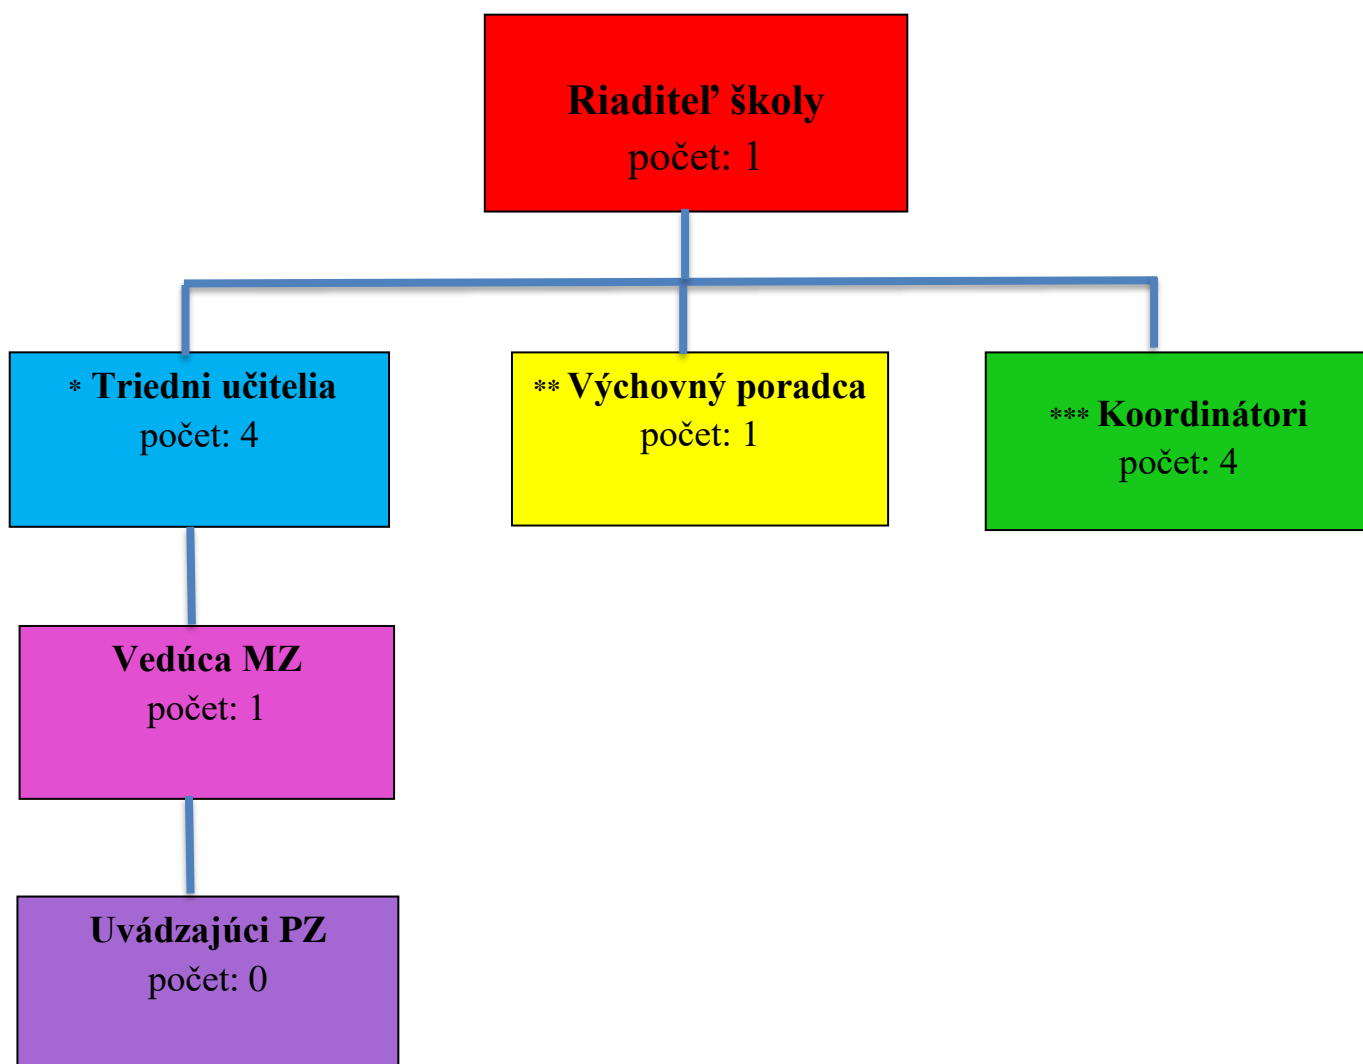 Riaditeľ školy
počet: 1
* Triedni učitelia
počet: 4
** Výchovný poradca
počet: 1
*** Koordinátori
počet: 4
Vedúca MZ
počet: 1
Uvádzajúci PZ
počet: 0